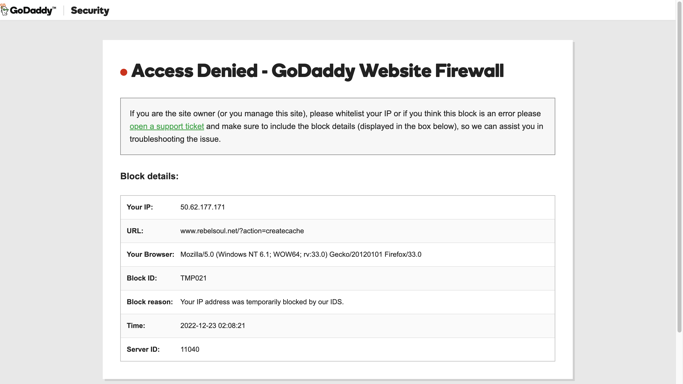 GoDaddy™ Security
Access Denied - GoDaddy Website Firewall
If you are the site owner (or you manage this site), please whitelist your IP or if you think this block is an error please
open a support ticket and make sure to include the block details (displayed in the box below), so we can assist you in
troubleshooting the issue.
Block details:
Your IP: 50.62.177.171
URL: www.rebelsoul.net/?action=createcache
Your Browser: Mozilla/5.0 (Windows NT 6.1; WOW64; rv:33.0) Gecko/20120101 Firefox/33.0
Block ID: TMP021
Block reason: Your IP address was temporarily blocked by our IDS.
Time: 2022-12-23 02:08:21
Server ID: 11040